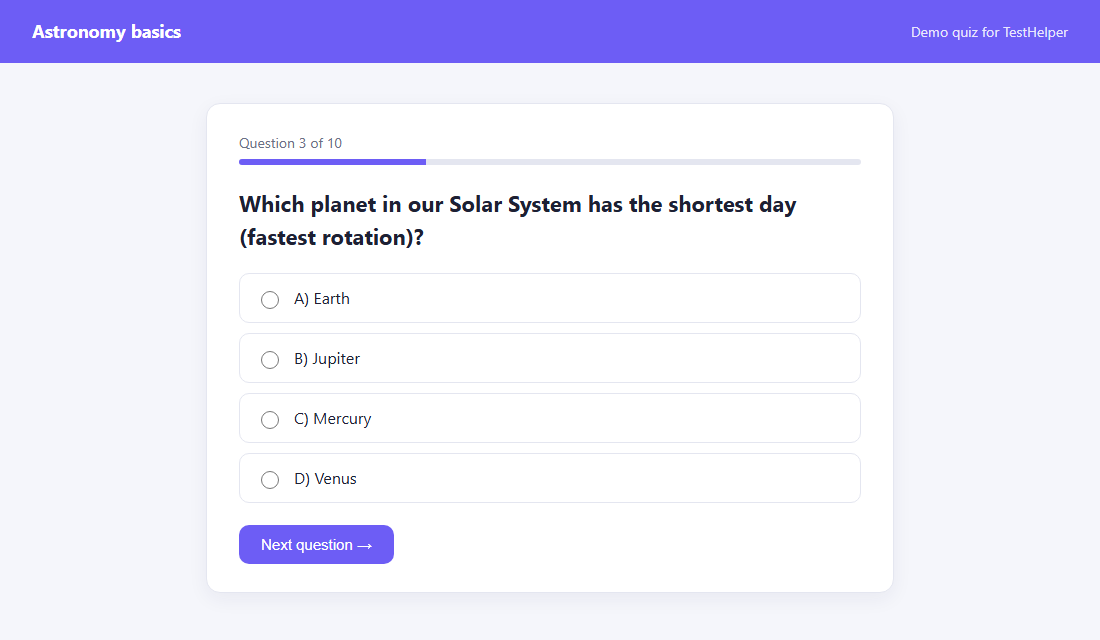 Astronomy basics
Demo quiz for TestHelper
Question 3 of 10
Which planet in our Solar System has the shortest day
(fastest rotation)?
A) Earth
B) Jupiter
C) Mercury
D) Venus
Next question →